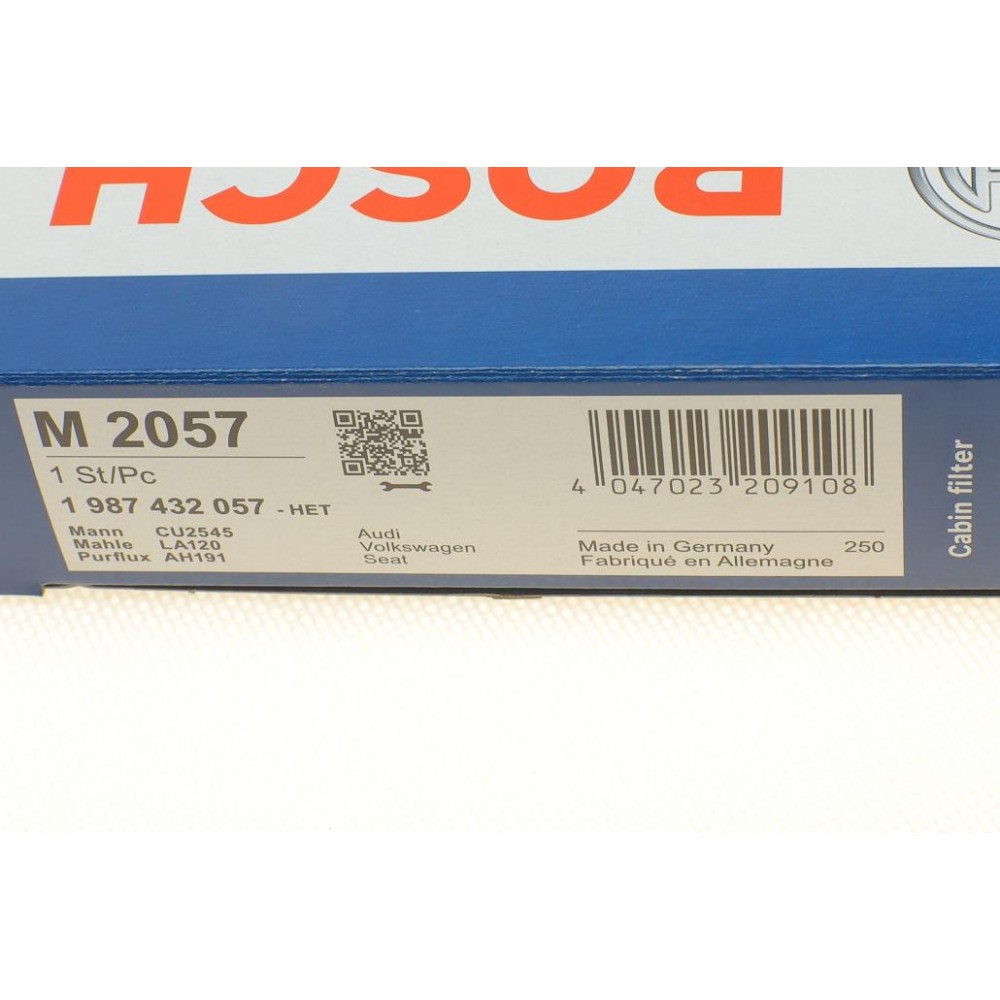 BOSCH
M 2057
1 St/Pc
1 987 432 057 - HET
Mann CU2545
Mahle LA120
Purflux AH191
Audi
Volkswagen
Seat
4 047023 209108
Made in Germany 250
Fabriqué en Allemagne
Cabin filter